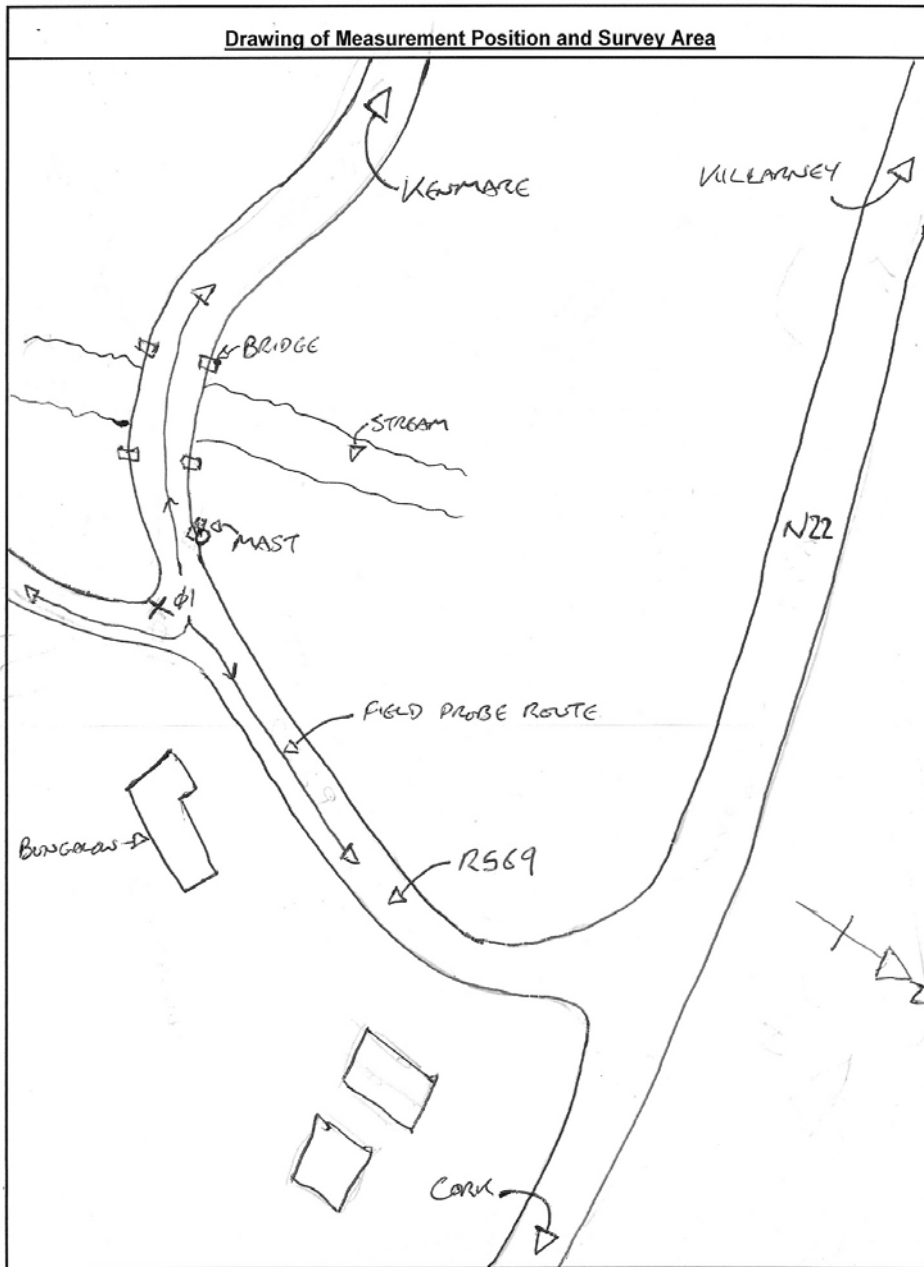 Drawing of Measurement Position and Survey Area
KENMARE
KILLARNEY
BRIDGE
STREAM
N22
MAST
X Ø1
FIELD PROBE ROUTE
BUNGALOW
R569
N
CORK